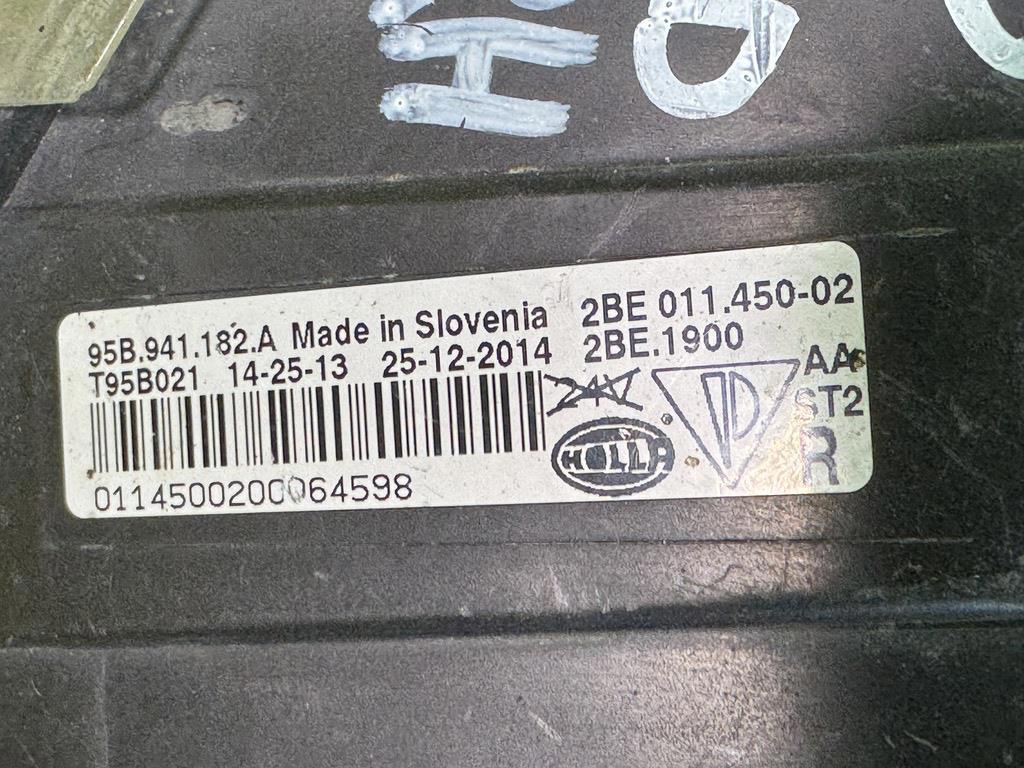 95B.941.182.A Made in Slovenia 2BE 011.450-02
T95B021 14-25-13 25-12-2014 2BE.1900
24V
AA
ST2
HELLA
R
0114500200064598